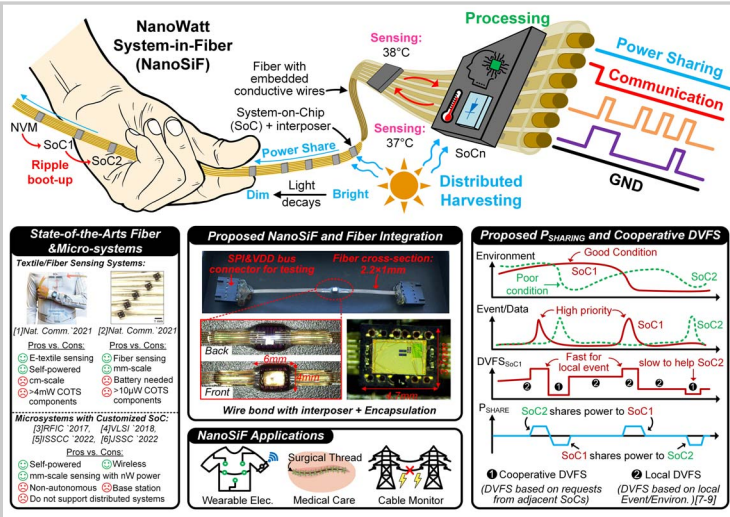 NanoWatt
System-in-Fiber
(NanoSiF)
Fiber with
embedded
conductive wires
System-on-Chip
(SoC) + interposer
NVM
SoC1
SoC2
Ripple
boot-up
Power Share
Dim
Light
decays
Bright
Sensing:
38°C
Sensing:
37°C
Processing
SoCn
Distributed
Harvesting
Power Sharing
Communication
GND
State-of-the-Arts Fiber
&Micro-systems
Textile/Fiber Sensing Systems:
[1]Nat. Comm.`2021
[2]Nat. Comm.`2021
Pros vs. Cons:
E-textile sensing
Self-powered
cm-scale
>4mW COTS
components
Pros vs. Cons:
Fiber sensing
mm-scale
Battery needed
>10μW COTS
components
Microsystems with Customized SoC:
[3]RFIC `2017, [4]VLSI `2018,
[5]ISSCC `2022, [6]JSSC `2022
Pros vs. Cons:
Self-powered Wireless
mm-scale sensing with nW power
Non-autonomous Base station
Do not support distributed systems
Proposed NanoSiF and Fiber Integration
SPI&VDD bus
connector for testing
Fiber cross-section:
2.2×1mm
Back
6mm
Front
Wire bond with interposer + Encapsulation
NanoSiF Applications
Wearable Elec.
Surgical Thread
Medical Care
Cable Monitor
Proposed PSHARING and Cooperative DVFS
Environment
Good Condition
SoC1
Poor
condition
SoC2
Event/Data
High priority
SoC1
SoC2
DVFSSoC1
Fast for
local event
slow to help SoC2
2 1 2 2 2 1
PSHARE
SoC2 shares power to SoC1
SoC1 shares power to SoC2
1 Cooperative DVFS
(DVFS based on requests
from adjacent SoCs)
2 Local DVFS
(DVFS based on local
Event/Environ.)[7-9]